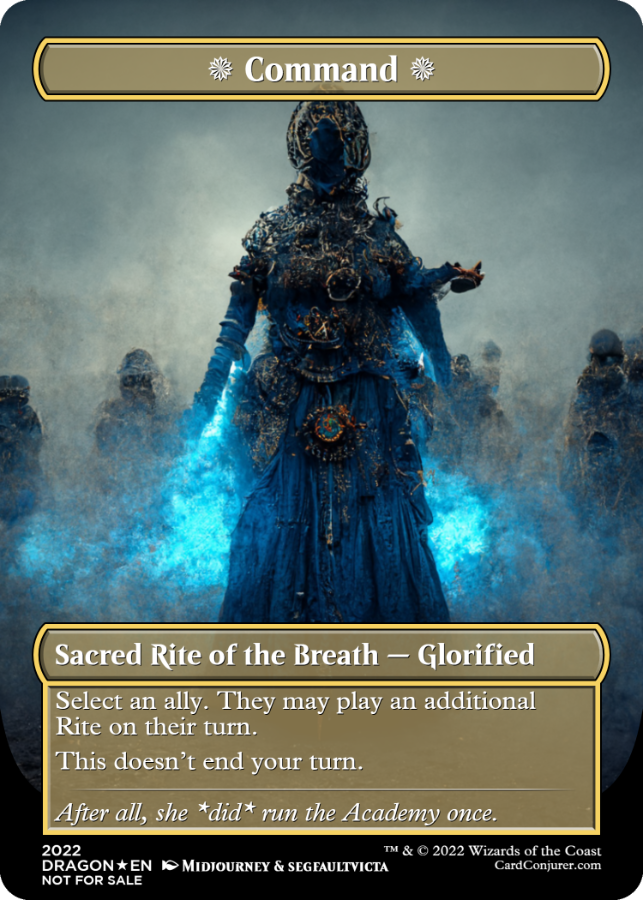 ❊ Command ❊
Sacred Rite of the Breath — Glorified
Select an ally. They may play an additional
Rite on their turn.
This doesn't end your turn.
After all, she *did* run the Academy once.
2022
DRAGON★EN Midjourney & segfaultvicta
NOT FOR SALE
™ & © 2022 Wizards of the Coast
CardConjurer.com